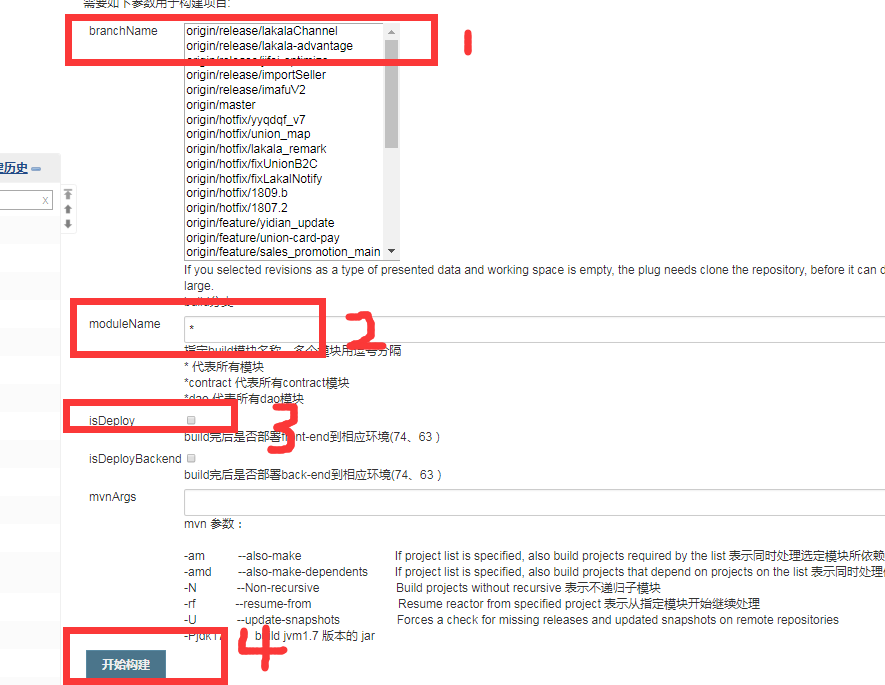 需要如下参数用于构建项目:
branchName
origin/release/lakalaChannel
origin/release/lakala-advantage
origin/release/jifei-optimize
origin/release/importSeller
origin/release/imafuV2
origin/master
origin/hotfix/yyqdqf_v7
origin/hotfix/union_map
origin/hotfix/lakala_remark
origin/hotfix/fixUnionB2C
origin/hotfix/fixLakalNotify
origin/hotfix/1809.b
origin/hotfix/1807.2
origin/feature/yidian_update
origin/feature/union-card-pay
origin/feature/sales_promotion_main
1
历史
X
If you selected revisions as a type of presented data and working space is empty, the plug needs clone the repository, before it can d
large.
build分支
moduleName *
2
指定build模块名称，多个模块用逗号分隔
* 代表所有模块
*contract 代表所有contract模块
*dao 代表所有dao模块
isDeploy
3
build完后是否部署front-end到相应环境(74、63 )
isDeployBackend
build完后是否部署back-end到相应环境(74、63 )
mvnArgs
mvn 参数：
-am --also-make If project list is specified, also build projects required by the list 表示同时处理选定模块所依赖
-amd --also-make-dependents If project list is specified, also build projects that depend on projects on the list 表示同时处理
-N --Non-recursive Build projects without recursive 表示不递归子模块
-rf --resume-from Resume reactor from specified project 表示从指定模块开始继续处理
-U --update-snapshots Forces a check for missing releases and updated snapshots on remote repositories
-Pjdk17 build jvm1.7 版本的 jar
4
开始构建